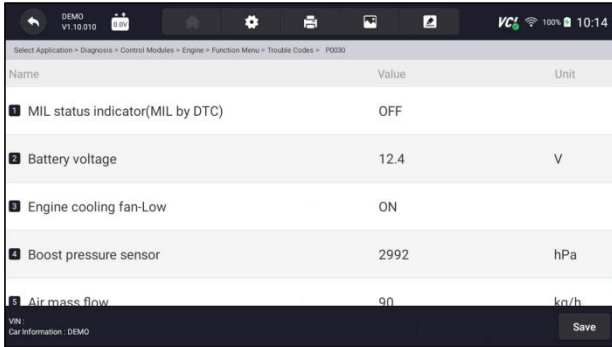 DEMO
V1.10.010
0.0V
VC! 100% 10:14
Select Application > Diagnosis > Control Modules > Engine > Function Menu > Trouble Codes > P0030
Name Value Unit
1 MIL status indicator(MIL by DTC) OFF
2 Battery voltage 12.4 V
3 Engine cooling fan-Low ON
4 Boost pressure sensor 2992 hPa
5 Air mass flow 90 kg/h
VIN :
Car Information : DEMO
Save